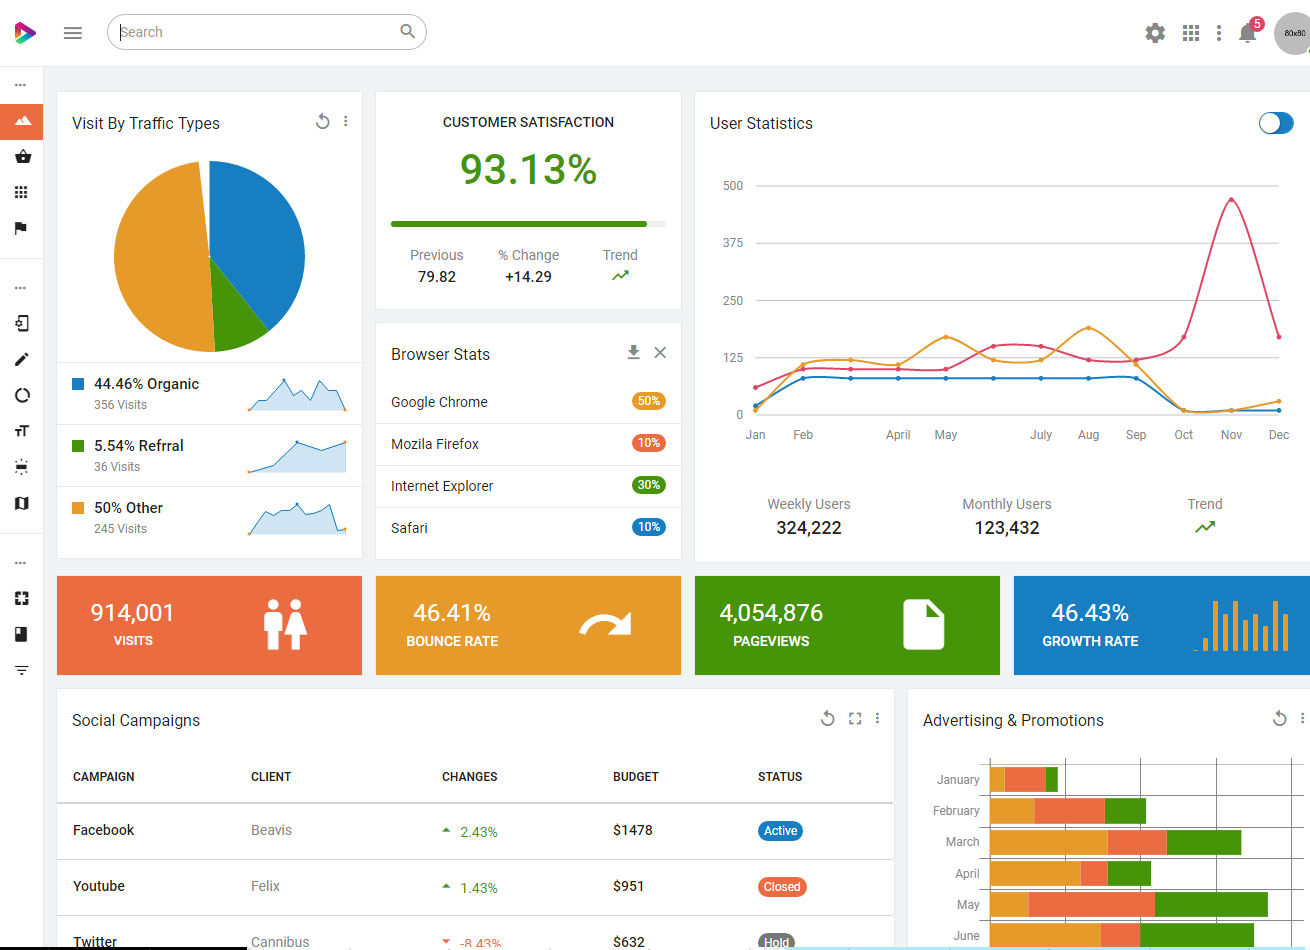 Search
5
80x80
Visit By Traffic Types
44.46% Organic
356 Visits
5.54% Refrral
36 Visits
50% Other
245 Visits
CUSTOMER SATISFACTION
93.13%
Previous % Change Trend
79.82 +14.29
Browser Stats
Google Chrome 50%
Mozila Firefox 10%
Internet Explorer 30%
Safari 10%
User Statistics
500
375
250
125
0
Jan Feb April May July Aug Sep Oct Nov Dec
Weekly Users Monthly Users Trend
324,222 123,432
914,001
VISITS
46.41%
BOUNCE RATE
4,054,876
PAGEVIEWS
46.43%
GROWTH RATE
Social Campaigns
CAMPAIGN CLIENT CHANGES BUDGET STATUS
Facebook Beavis 2.43% $1478 Active
Youtube Felix 1.43% $951 Closed
Twitter Cannibus -8.43% $632 Hold
Advertising & Promotions
January
February
March
April
May
June